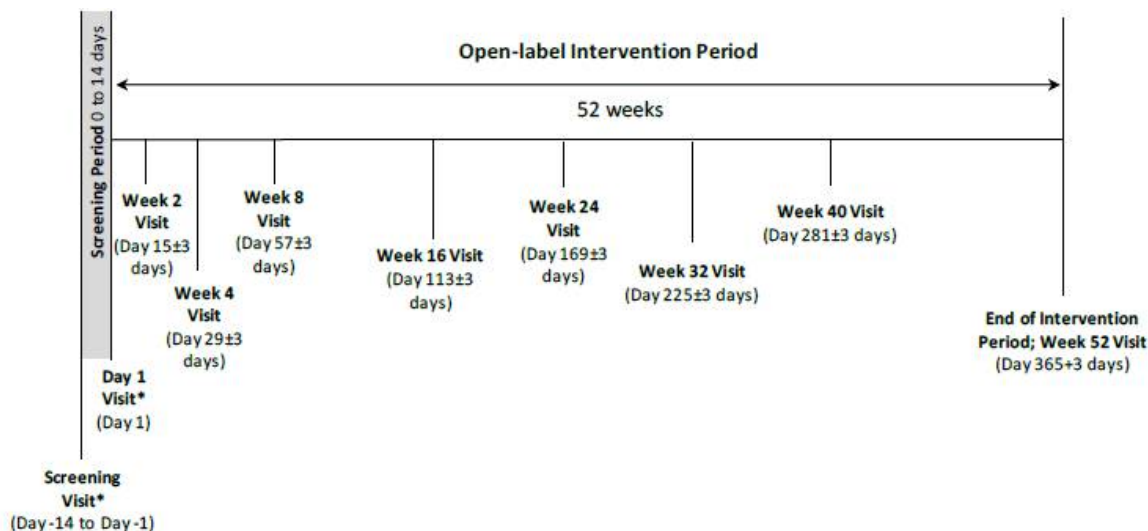 Screening Period 0 to 14 days
Open-label Intervention Period
52 weeks
Week 2
Visit
(Day 15±3
days)
Week 4
Visit
(Day 29±3
days)
Week 8
Visit
(Day 57±3
days)
Week 16 Visit
(Day 113±3
days)
Week 24
Visit
(Day 169±3
days)
Week 32 Visit
(Day 225±3 days)
Week 40 Visit
(Day 281±3 days)
End of Intervention
Period; Week 52 Visit
(Day 365+3 days)
Day 1
Visit*
(Day 1)
Screening
Visit*
(Day -14 to Day -1)